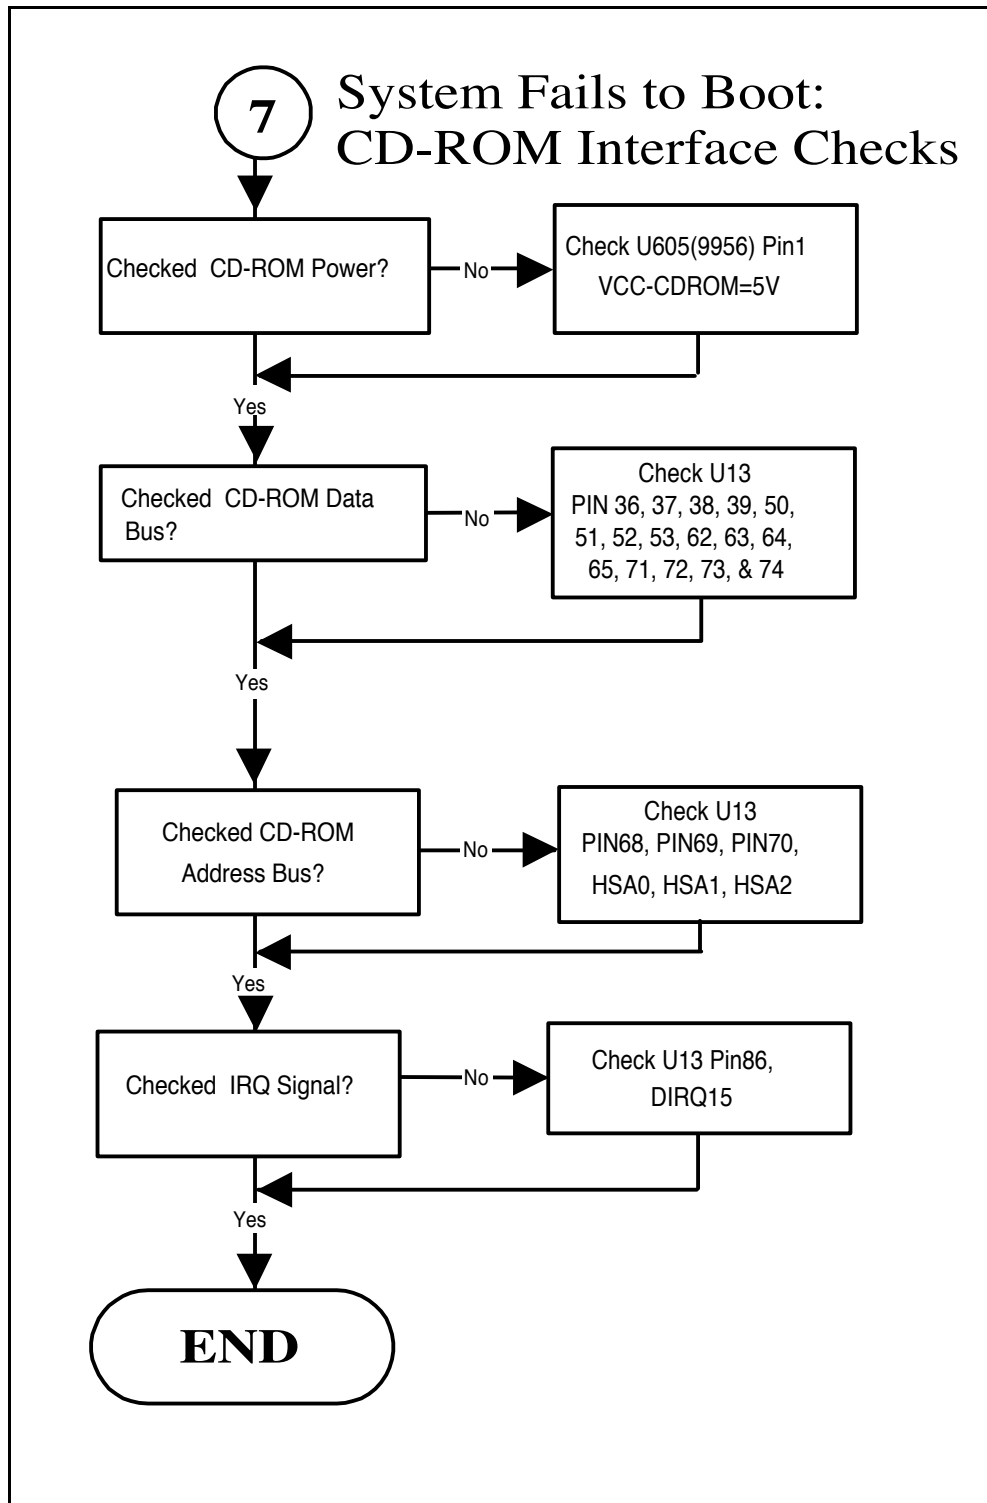 7
System Fails to Boot:
CD-ROM Interface Checks
Checked CD-ROM Power?
No
Check U605(9956) Pin1
VCC-CDROM=5V
Yes
Checked CD-ROM Data
Bus?
No
Check U13
PIN 36, 37, 38, 39, 50,
51, 52, 53, 62, 63, 64,
65, 71, 72, 73, & 74
Yes
Checked CD-ROM
Address Bus?
No
Check U13
PIN68, PIN69, PIN70,
HSA0, HSA1, HSA2
Yes
Checked IRQ Signal?
No
Check U13 Pin86,
DIRQ15
Yes
END